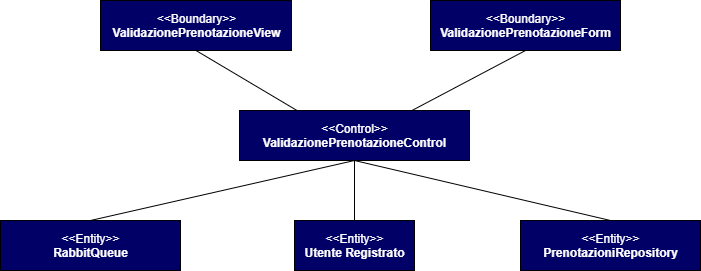 <<Boundary>>
ValidazionePrenotazioneView
<<Boundary>>
ValidazionePrenotazioneForm
<<Control>>
ValidazionePrenotazioneControl
<<Entity>>
RabbitQueue
<<Entity>>
Utente Registrato
<<Entity>>
PrenotazioniRepository